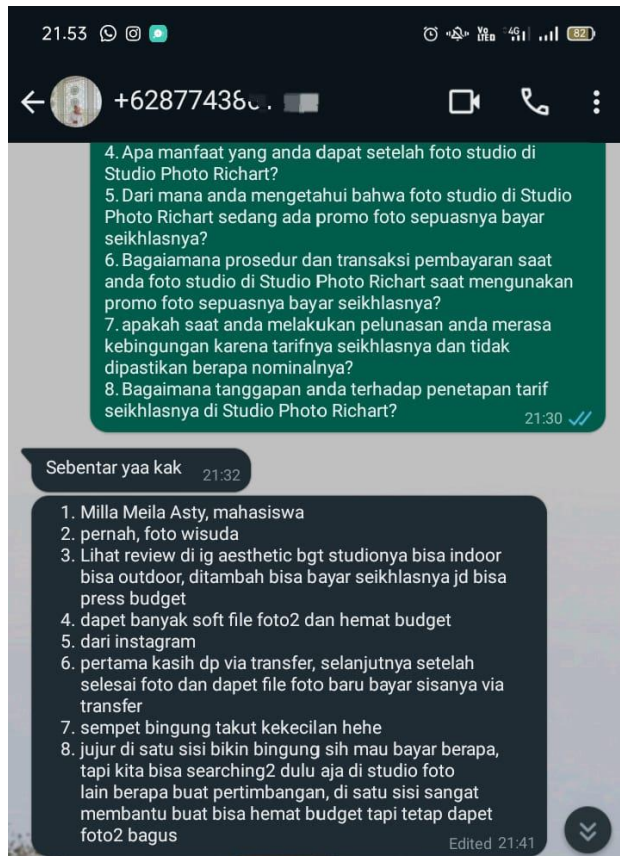 21.53
Vo LTE 4G 82
+62877438
4. Apa manfaat yang anda dapat setelah foto studio di
Studio Photo Richart?
5. Dari mana anda mengetahui bahwa foto studio di Studio
Photo Richart sedang ada promo foto sepuasnya bayar
seikhlasnya?
6. Bagaiamana prosedur dan transaksi pembayaran saat
anda foto studio di Studio Photo Richart saat mengunakan
promo foto sepuasnya bayar seikhlasnya?
7. apakah saat anda melakukan pelunasan anda merasa
kebingungan karena tarifnya seikhlasnya dan tidak
dipastikan berapa nominalnya?
8. Bagaimana tanggapan anda terhadap penetapan tarif
seikhlasnya di Studio Photo Richart?
21:30
Sebentar yaa kak 21:32
1. Milla Meila Asty, mahasiswa
2. pernah, foto wisuda
3. Lihat review di ig aesthetic bgt studionya bisa indoor
bisa outdoor, ditambah bisa bayar seikhlasnya jd bisa
press budget
4. dapet banyak soft file foto2 dan hemat budget
5. dari instagram
6. pertama kasih dp via transfer, selanjutnya setelah
selesai foto dan dapet file foto baru bayar sisanya via
transfer
7. sempet bingung takut kekecilan hehe
8. jujur di satu sisi bikin bingung sih mau bayar berapa,
tapi kita bisa searching2 dulu aja di studio foto
lain berapa buat pertimbangan, di satu sisi sangat
membantu buat bisa hemat budget tapi tetap dapet
foto2 bagus
Edited 21:41